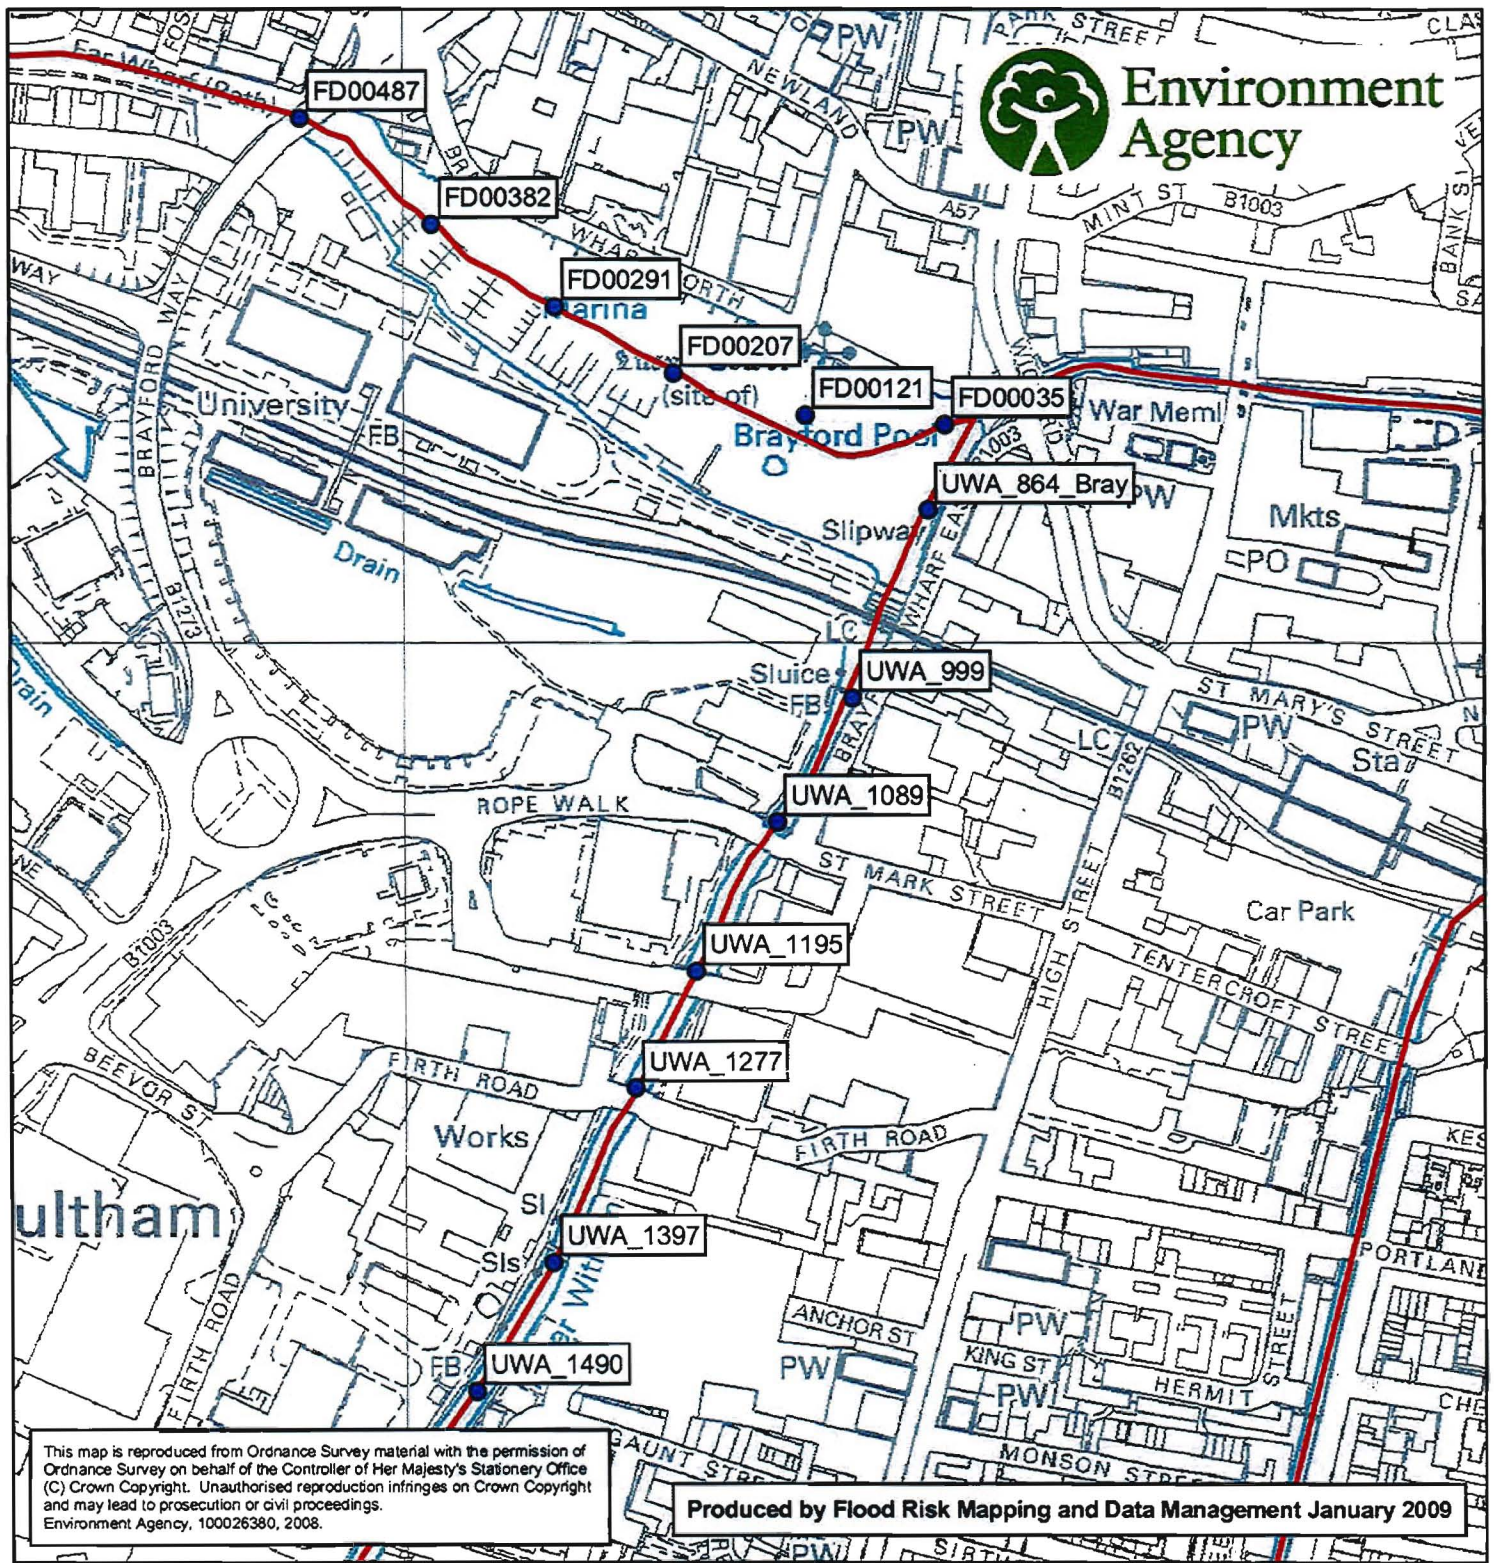 PARK STREET
PW
NEWLAND
PW
Environment
Agency
FD00487
FD00382
A57
MINT ST
B1003
WAY
FD00291
Marina
FD00207
(site of)
FD00121
FD00035
Brayford Pool
War Meml
BRAYFORD WAY
University
FB
UWA_864_Bray
PW
Slipway
Mkts
PO
Drain
WHARF EAST
B1273
LC
Sluice
FB
UWA_999
ST MARY'S STREET
PW
LC
B1262
Sta
Drain
UWA_1089
ROPE WALK
ST MARK STREET
Car Park
B1003
UWA_1195
HIGH STREET
TENTERCROFT STREET
BEEVOR ST
FIRTH ROAD
UWA_1277
Works
FIRTH ROAD
KES
ultham
Sl
UWA_1397
Sls
PORTLAN
FIRTH ROAD
ANCHOR ST
PW
KING ST
PW
PW
HERMIT
STREET
CHE
FB
UWA_1490
GAUNT STRE
MONSON STREE
This map is reproduced from Ordnance Survey material with the permission of
Ordnance Survey on behalf of the Controller of Her Majesty's Stationery Office
(C) Crown Copyright. Unauthorised reproduction infringes on Crown Copyright
and may lead to prosecution or civil proceedings.
Environment Agency, 100026380, 2008.
Produced by Flood Risk Mapping and Data Management January 2009
PW